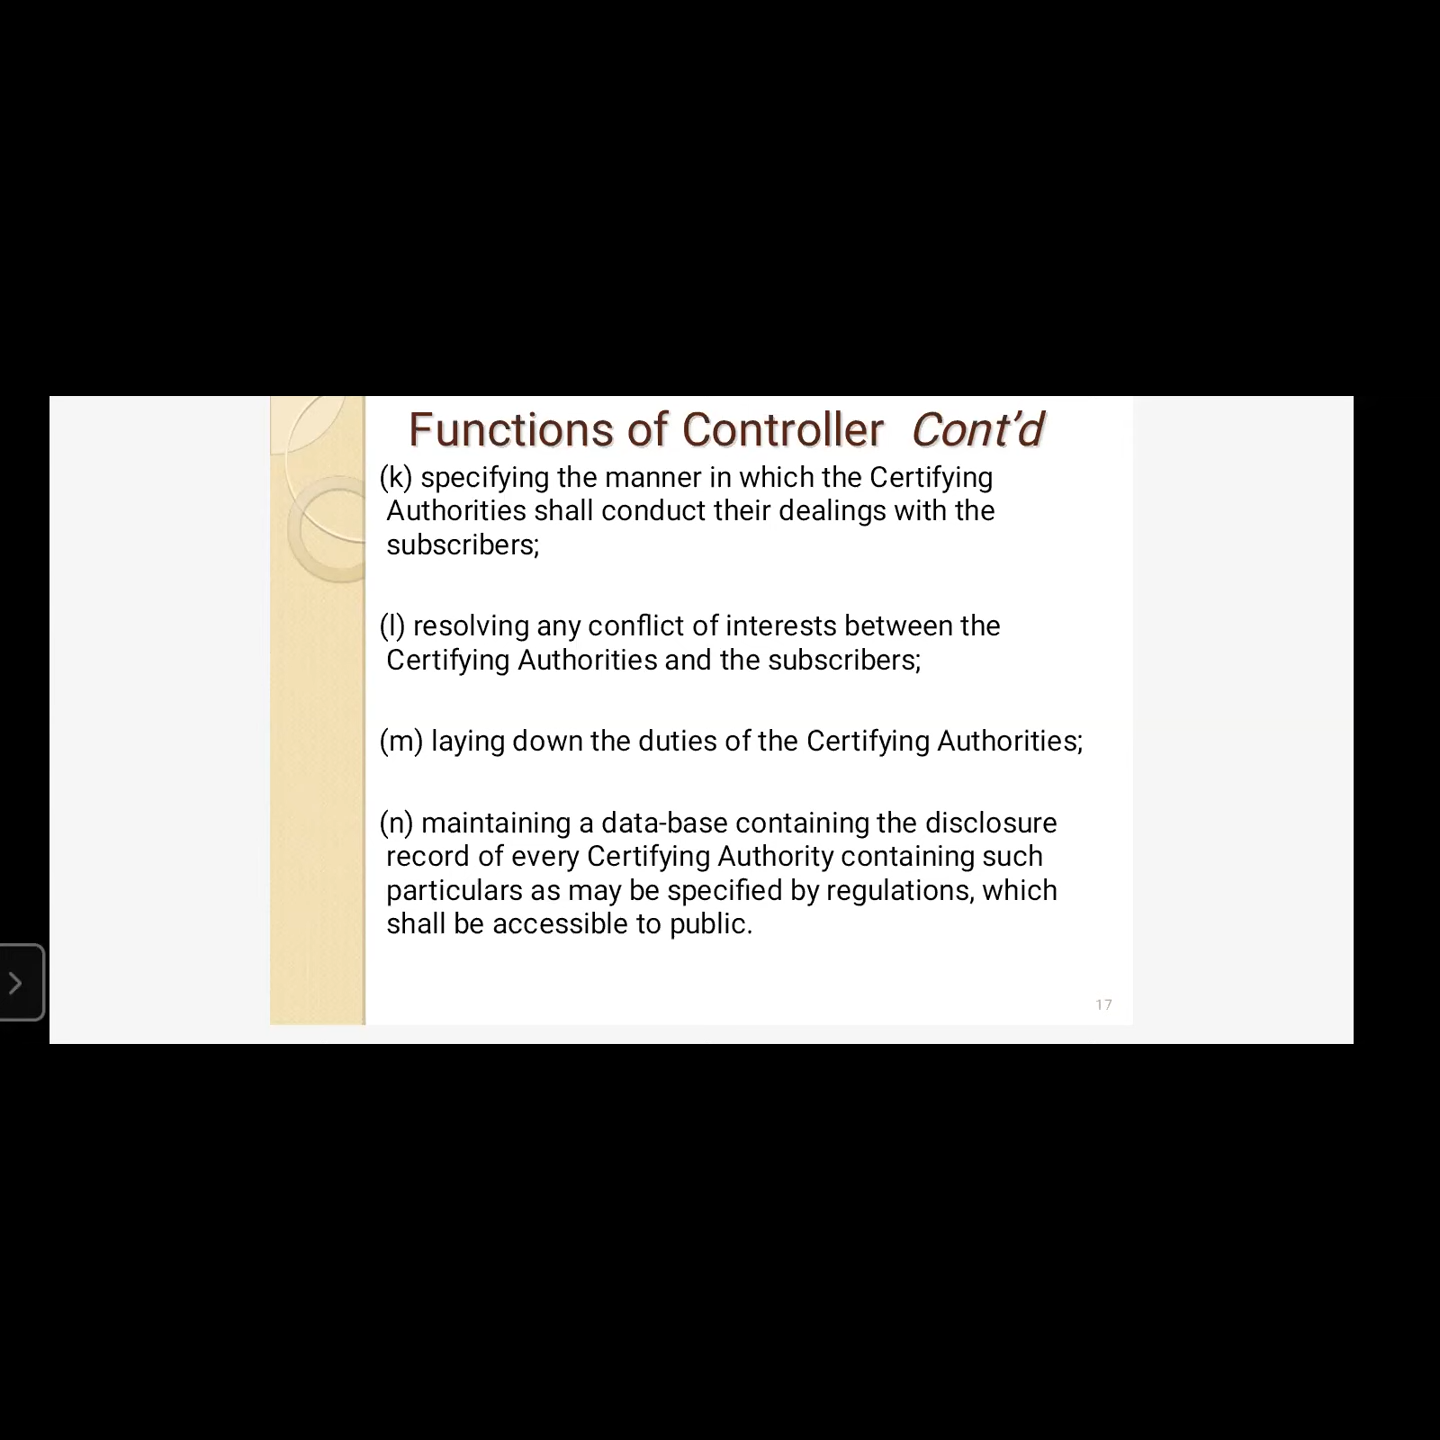 Functions of Controller Cont’d
(k) specifying the manner in which the Certifying
Authorities shall conduct their dealings with the
subscribers;
(l) resolving any conflict of interests between the
Certifying Authorities and the subscribers;
(m) laying down the duties of the Certifying Authorities;
(n) maintaining a data-base containing the disclosure
record of every Certifying Authority containing such
particulars as may be specified by regulations, which
shall be accessible to public.
17